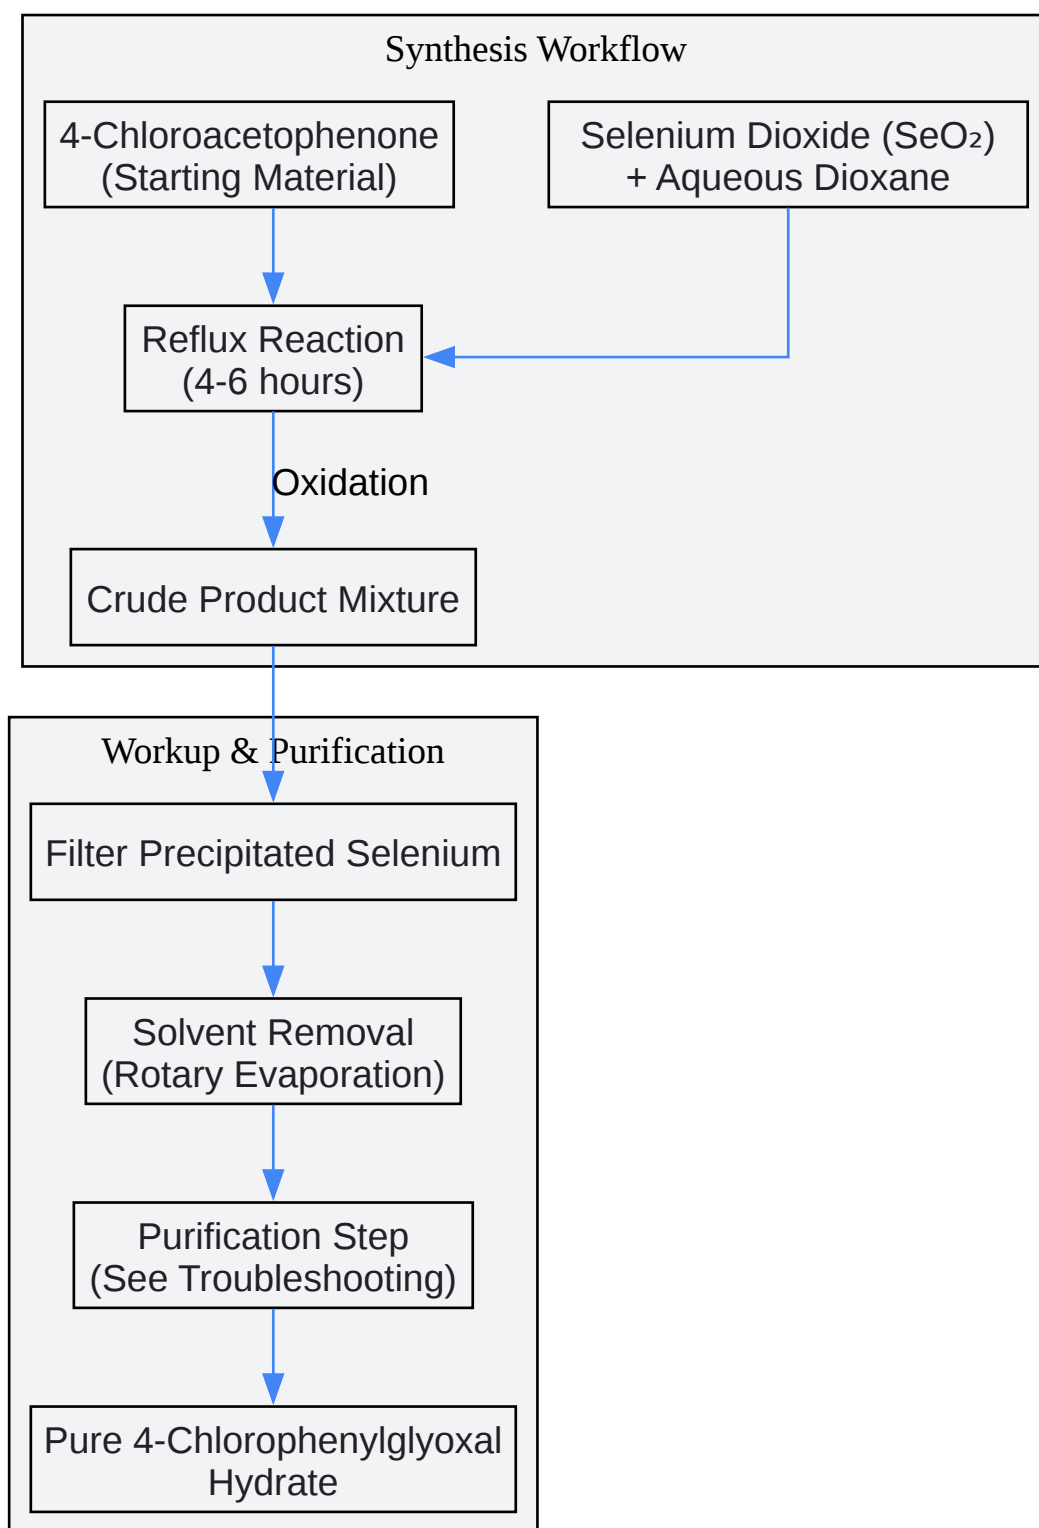 Synthesis Workflow
4-Chloroacetophenone
(Starting Material)
Selenium Dioxide (SeO₂)
+ Aqueous Dioxane
Reflux Reaction
(4-6 hours)
Oxidation
Crude Product Mixture
Workup & Purification
Filter Precipitated Selenium
Solvent Removal
(Rotary Evaporation)
Purification Step
(See Troubleshooting)
Pure 4-Chlorophenylglyoxal
Hydrate